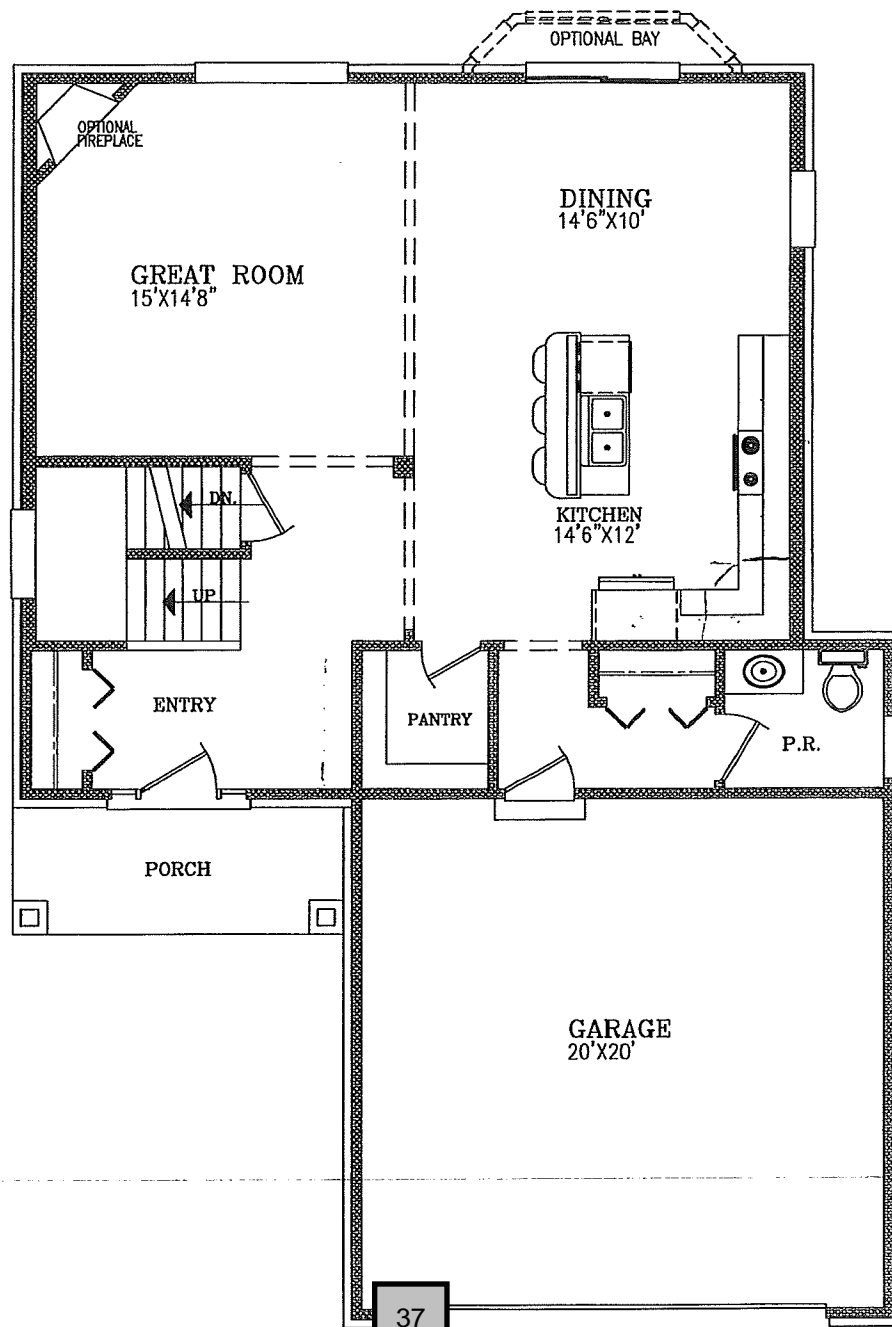 OPTIONAL BAY
OPTIONAL
FIREPLACE
DINING
14'6"X10'
GREAT ROOM
15'X14'8"
DN.
KITCHEN
14'6"X12'
UP
ENTRY
PANTRY
P.R.
PORCH
GARAGE
20'X20'
37